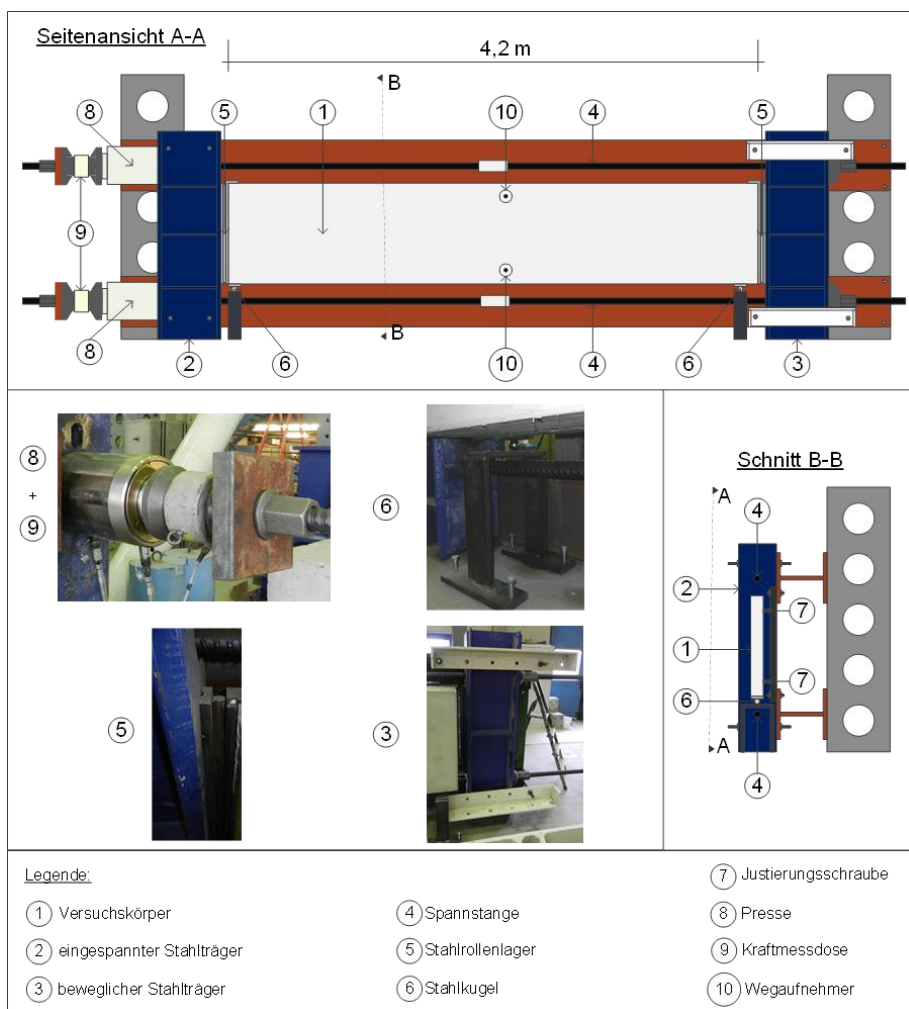 Seitenansicht A-A
4,2 m
B
8 5 1 10 4 5
9
8 2 6 B 10 4 6 3
8
+
9
6
5
3
Schnitt B-B
A
4
2
7
1
7
6
A
4
Legende:
1 Versuchskörper
2 eingespannter Stahlträger
3 beweglicher Stahlträger
4 Spannstange
5 Stahlrollenlager
6 Stahlkugel
7 Justierungsschraube
8 Presse
9 Kraftmessdose
10 Wegaufnehmer